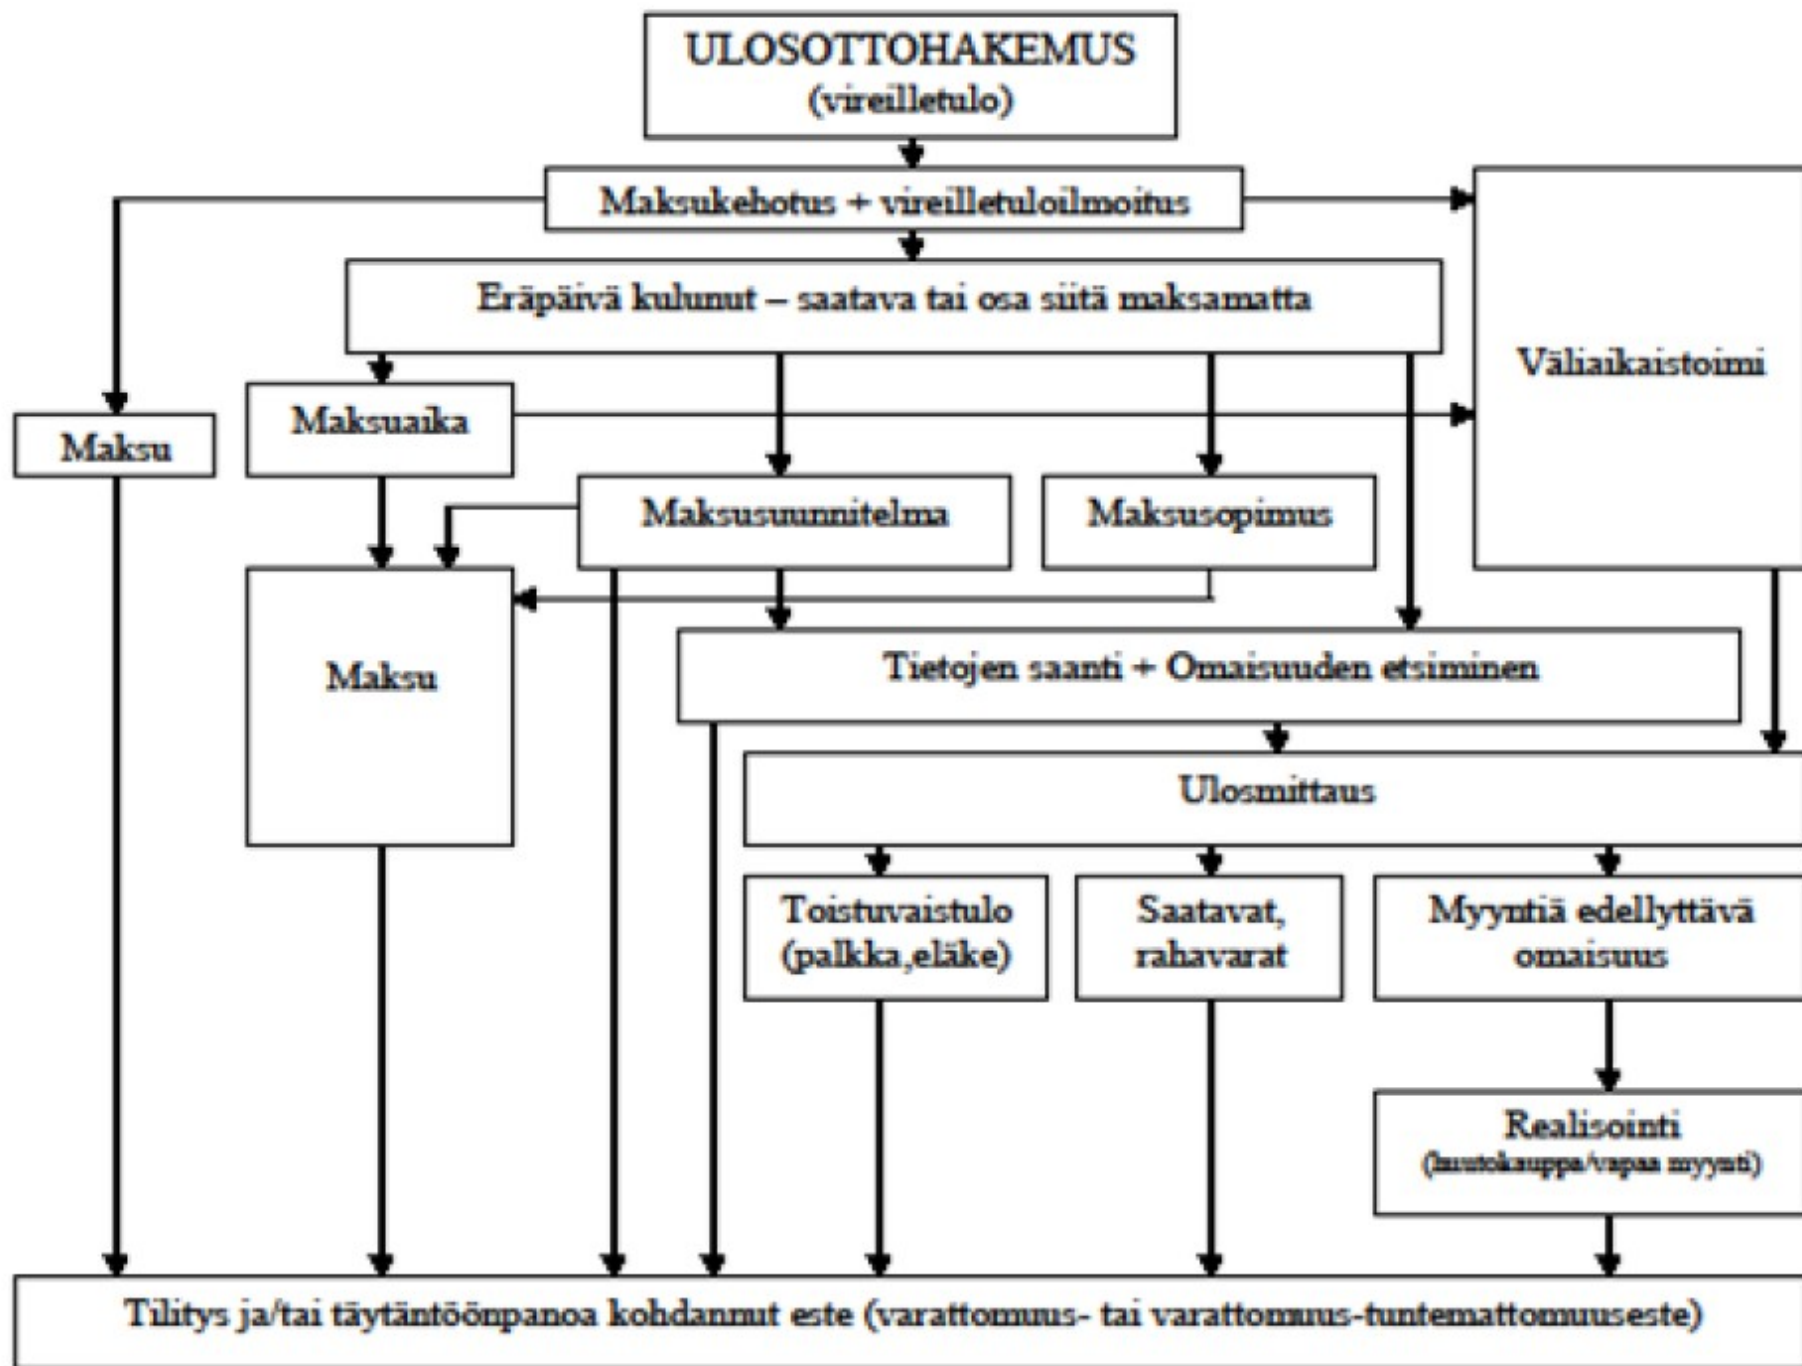 ULOSOTTOHAKEMUS
(vireilletulo)
Maksukehotus + vireilletuloilmoitus
Eräpäivä kulunut – saatava tai osa siitä maksamatta
Väliaikaistoimi
Maksuaika
Maksu
Maksusuunnitelma
Maksusopimus
Maksu
Tietojen saanti + Omaisuuden etsiminen
Ulosmittaus
Toistuvaistulo
(palkka,eläke)
Saatavat,
rahavarat
Myyntiä edellyttävä
omaisuus
Realisointi
(huutokauppa/vapaa myynti)
Tilitys ja/tai täytäntöönpanoa kohdannut este (varattomuus- tai varattomuus-tuntemattomuuseste)